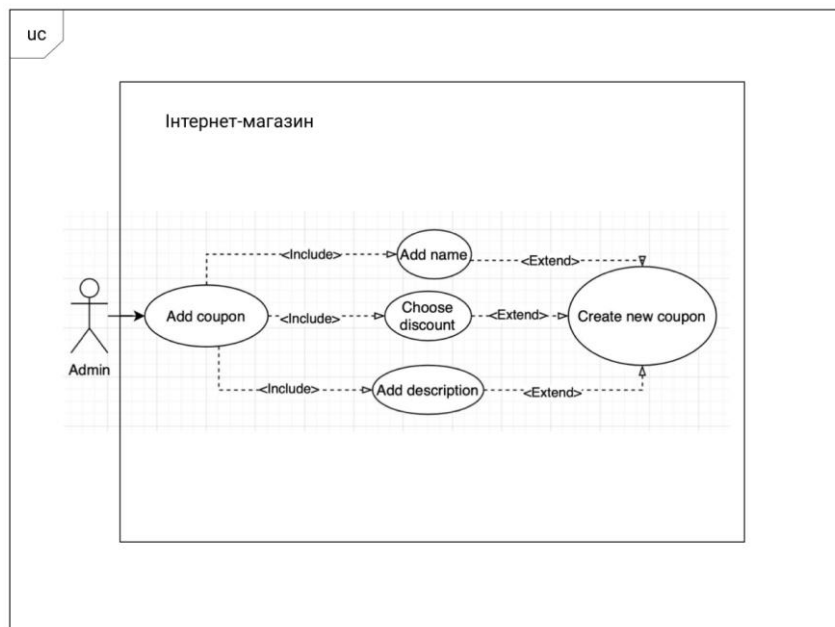 uc
Інтернет-магазин
<Include>
Add name
<Extend>
Admin
Add coupon
<Include>
Choose
discount
<Extend>
Create new coupon
<Include>
Add description
<Extend>